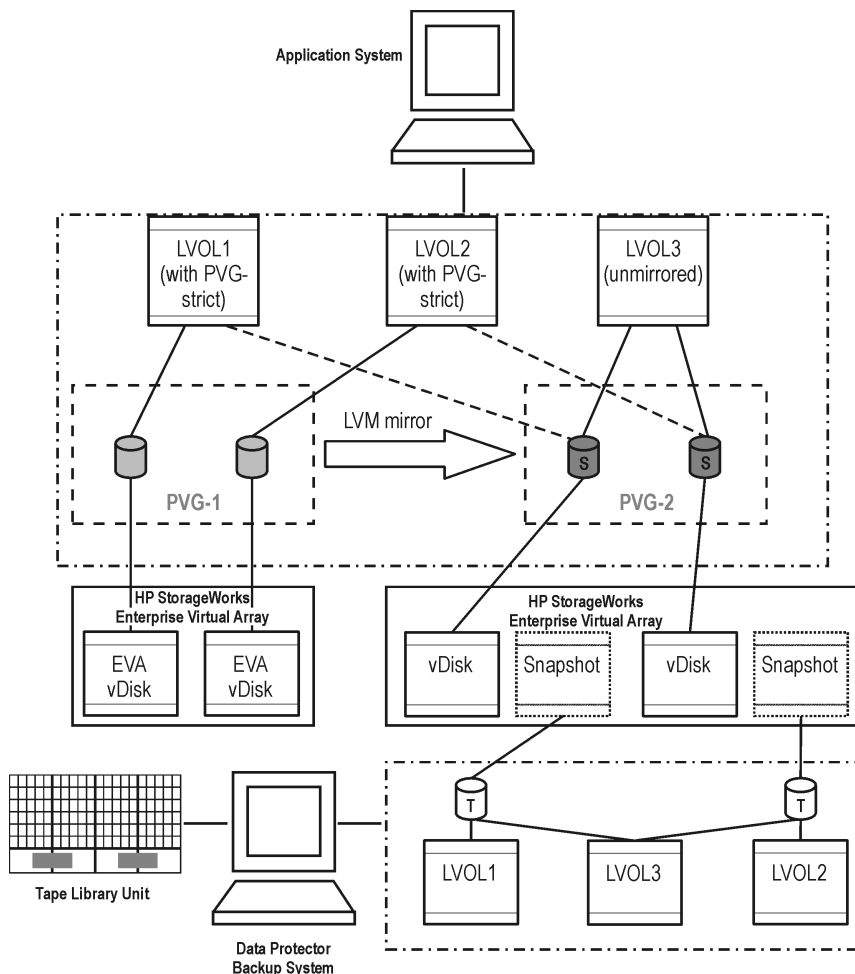 Application System
LVOL1
(with PVG-
strict)
LVOL2
(with PVG-
strict)
LVOL3
(unmirrored)
LVM mirror
S
S
PVG-1
PVG-2
HP StorageWorks
Enterprise Virtual Array
EVA
vDisk
EVA
vDisk
HP StorageWorks
Enterprise Virtual Array
vDisk
Snapshot
vDisk
Snapshot
T
T
LVOL1
LVOL3
LVOL2
Tape Library Unit
Data Protector
Backup System